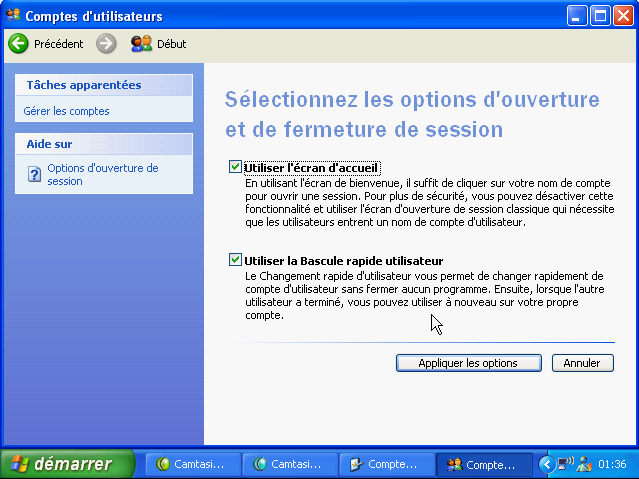 Comptes d'utilisateurs
Précédent
Début
Tâches apparentées
Gérer les comptes
Aide sur
Options d'ouverture de
session
Sélectionnez les options d'ouverture
et de fermeture de session
Utiliser l'écran d'accueil
En utilisant l'écran de bienvenue, il suffit de cliquer sur votre nom de compte
pour ouvrir une session. Pour plus de sécurité, vous pouvez désactiver cette
fonctionnalité et utiliser l'écran d'ouverture de session classique qui nécessite
que les utilisateurs entrent un nom de compte d'utilisateur.
Utiliser la Bascule rapide utilisateur
Le Changement rapide d'utilisateur vous permet de changer rapidement de
compte d'utilisateur sans fermer aucun programme. Ensuite, lorsque l'autre
utilisateur a terminé, vous pouvez utiliser à nouveau sur votre propre
compte.
Appliquer les options
Annuler
démarrer
Camtasi...
Camtasi...
Compte...
Compte...
01:36